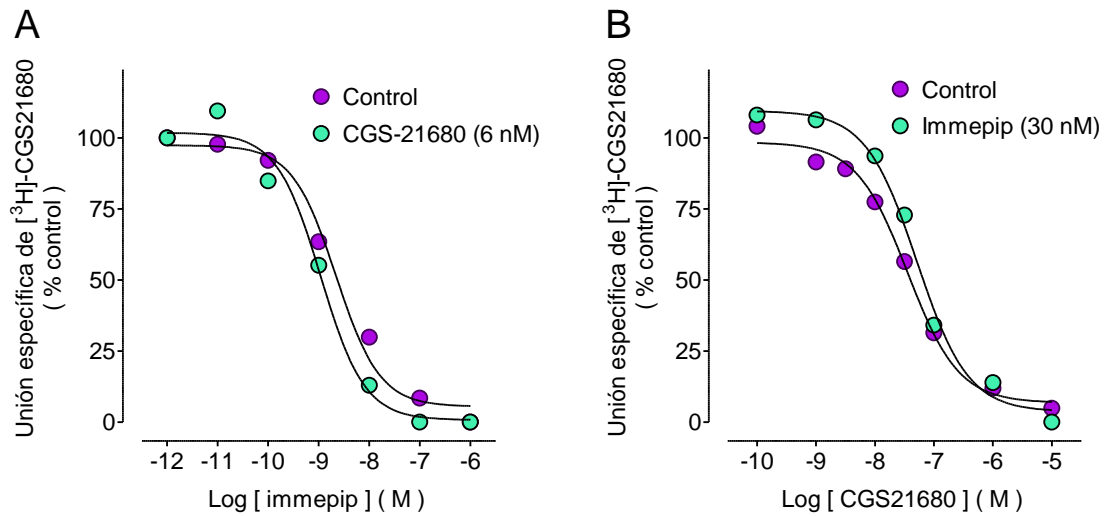 A
Unión específica de [³H]-CGS21680
( % control )
Control
CGS-21680 (6 nM)
100
75
50
25
0
-12 -11 -10 -9 -8 -7 -6
Log [ immepip ] ( M )
B
Unión específica de [³H]-CGS21680
( % control )
Control
Immepip (30 nM)
100
75
50
25
0
-10 -9 -8 -7 -6 -5
Log [ CGS21680 ] ( M )